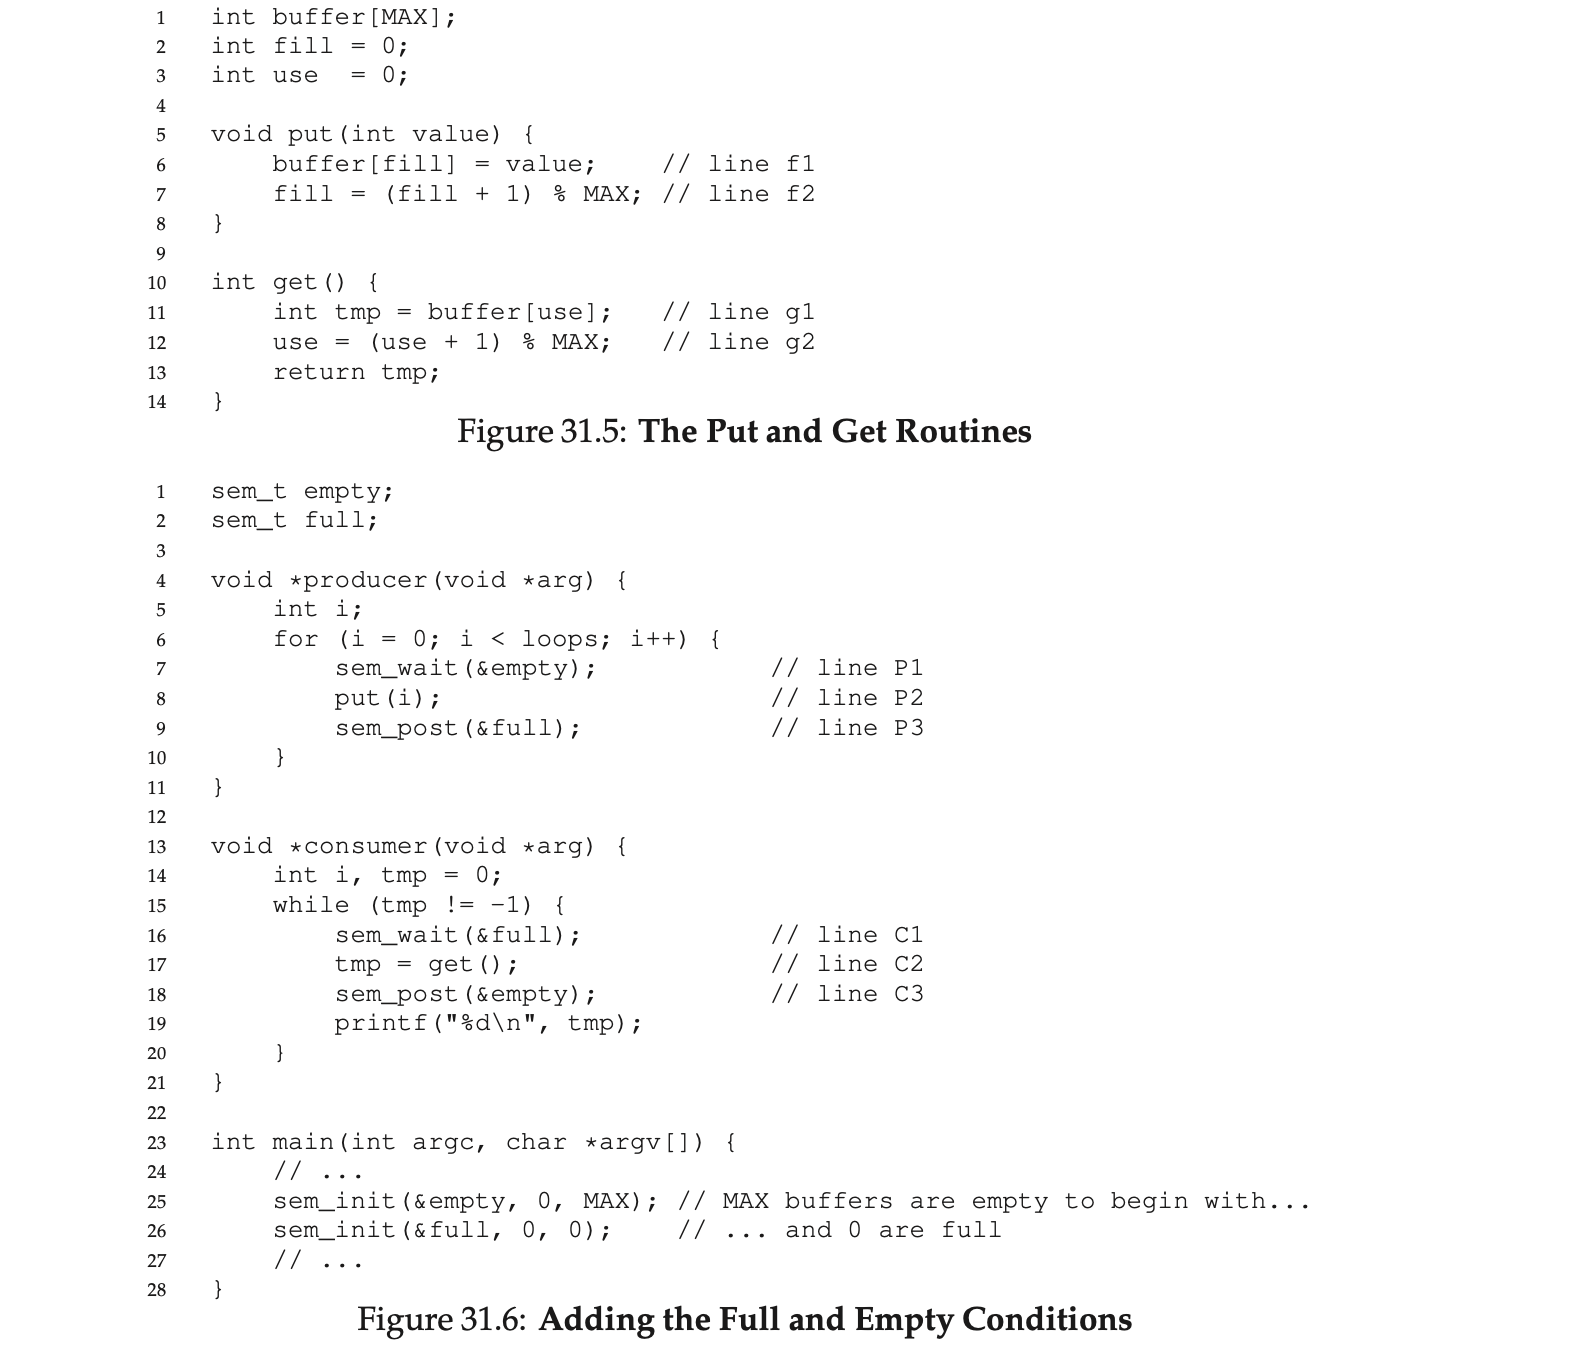 1 int buffer[MAX];
2 int fill = 0;
3 int use  = 0;
4
5 void put(int value) {
6     buffer[fill] = value;    // line f1
7     fill = (fill + 1) % MAX; // line f2
8 }
9
10 int get() {
11     int tmp = buffer[use];   // line g1
12     use = (use + 1) % MAX;   // line g2
13     return tmp;
14 }
Figure 31.5: The Put and Get Routines
1 sem_t empty;
2 sem_t full;
3
4 void *producer(void *arg) {
5     int i;
6     for (i = 0; i < loops; i++) {
7         sem_wait(&empty);           // line P1
8         put(i);                     // line P2
9         sem_post(&full);            // line P3
10     }
11 }
12
13 void *consumer(void *arg) {
14     int i, tmp = 0;
15     while (tmp != -1) {
16         sem_wait(&full);            // line C1
17         tmp = get();                // line C2
18         sem_post(&empty);           // line C3
19         printf("%d\n", tmp);
20     }
21 }
22
23 int main(int argc, char *argv[]) {
24     // ...
25     sem_init(&empty, 0, MAX); // MAX buffers are empty to begin with...
26     sem_init(&full, 0, 0);    // ... and 0 are full
27     // ...
28 }
Figure 31.6: Adding the Full and Empty Conditions